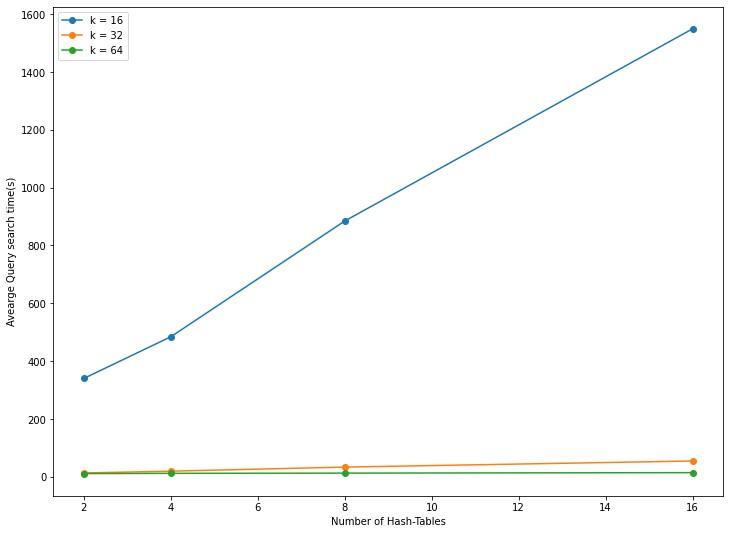 1600
1400
1200
1000
800
600
400
200
0
Avearge Query search time(s)
k = 16
k = 32
k = 64
2 4 6 8 10 12 14 16
Number of Hash-Tables